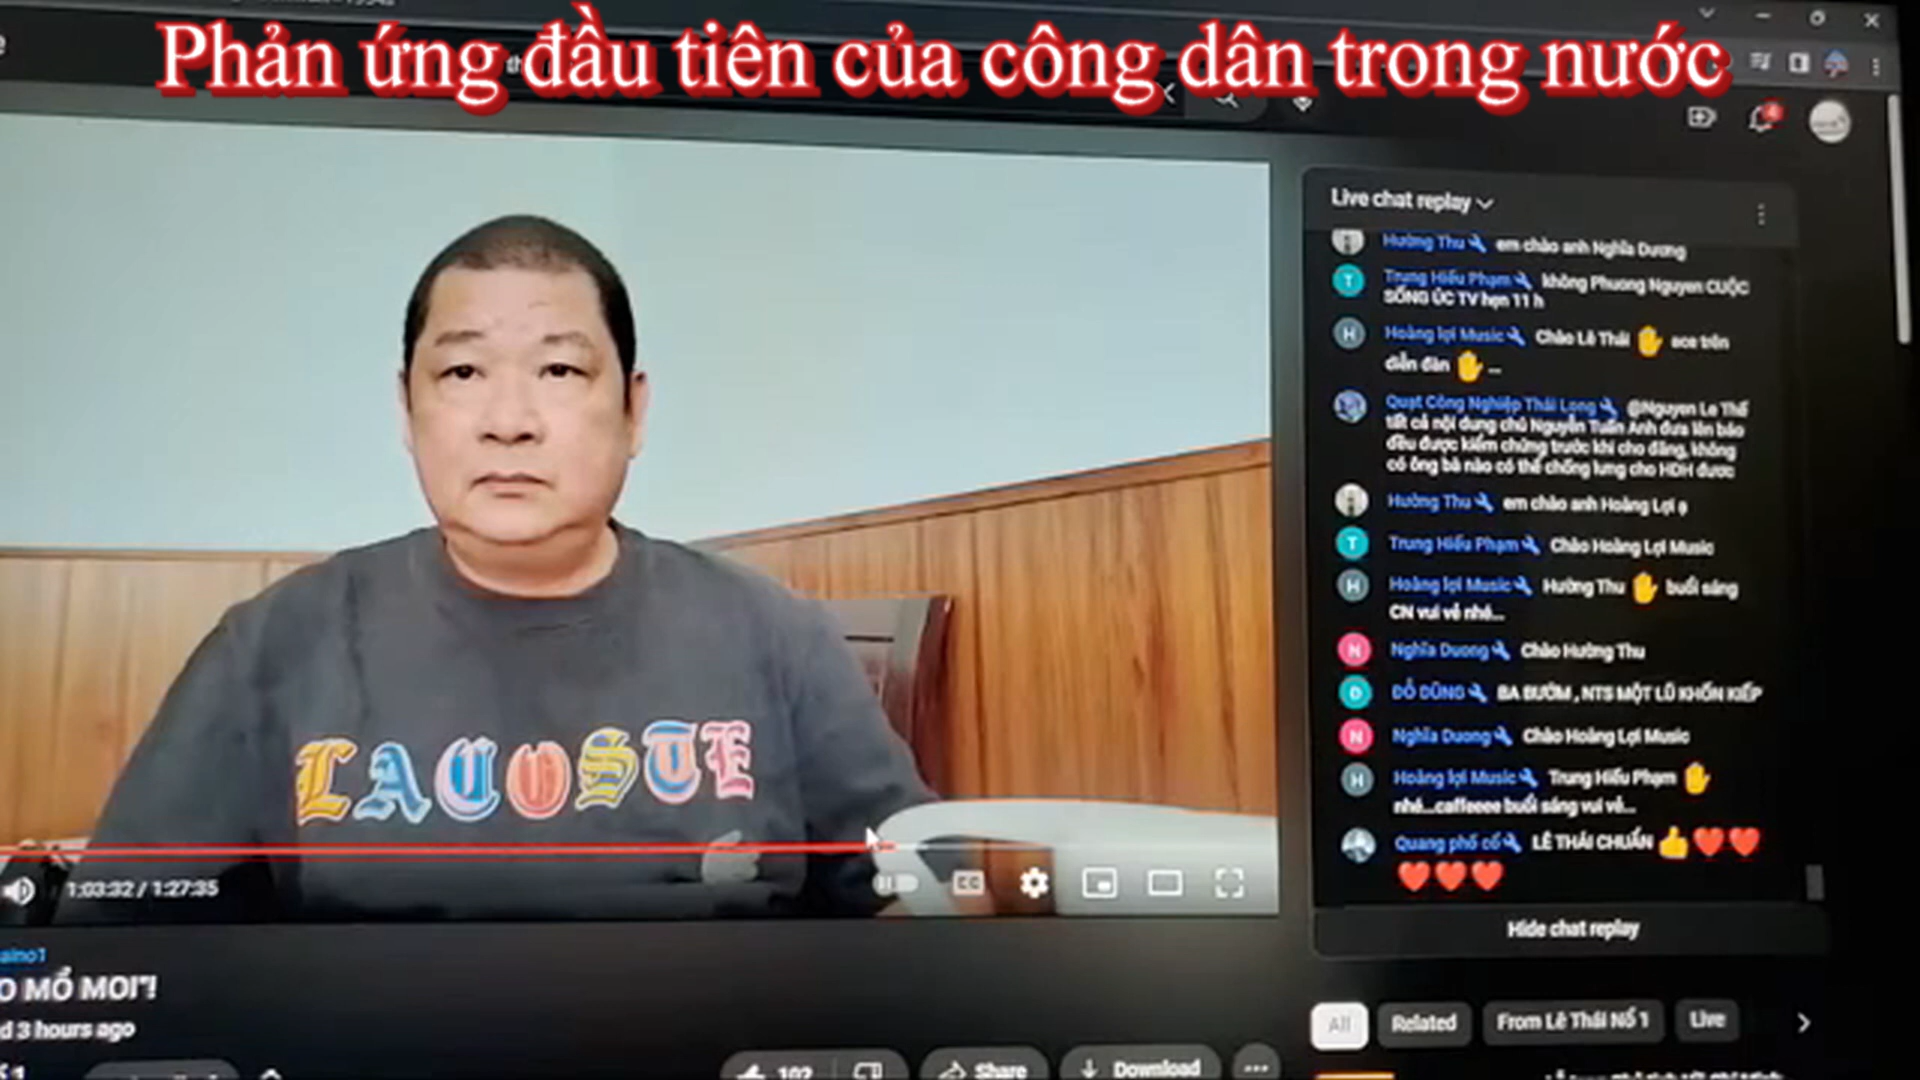 Phản ứng đầu tiên của công dân trong nước
Live chat replay
Hường Thu em chào anh Nghĩa Dương
Trung Hiếu Phạm không Phuong Nguyen CUỘC
SỐNG ÚC TV hẹn 11 h
Hoàng lợi Music Chào Lê Thái ✋ ace trên
diễn đàn ✋ ...
Quạt Công Nghiệp Thái Long @Nguyen Le Thế
tất cả nội dung chú Nguyễn Tuấn Anh đưa lên báo
đều được kiểm chứng trước khi cho đăng, không
có ông bà nào có thể chống lưng cho HDH được
Hường Thu em chào anh Hoàng Lợi ạ
Trung Hiếu Phạm Chào Hoàng Lợi Music
Hoàng lợi Music Hường Thu ✋ buổi sáng
CN vui vẻ nhé...
Nghĩa Duong Chào Hường Thu
ĐỖ DŨNG BA BƯỚM , NTS MỘT LŨ KHỐN KIẾP
Nghĩa Duong Chào Hoàng Lợi Music
Hoàng lợi Music Trung Hiếu Phạm ✋
nhé...caffeeee buổi sáng vui vẻ...
Quang phố cổ LÊ THÁI CHUẨN 👍❤️❤️
❤️❤️❤️
Hide chat replay
LACOSTE
1:03:32 / 1:27:35
CC
aino1
O MỔ MOI"!
d 3 hours ago
102
Share
Download
All
Related
From Lê Thái Nổ 1
Live